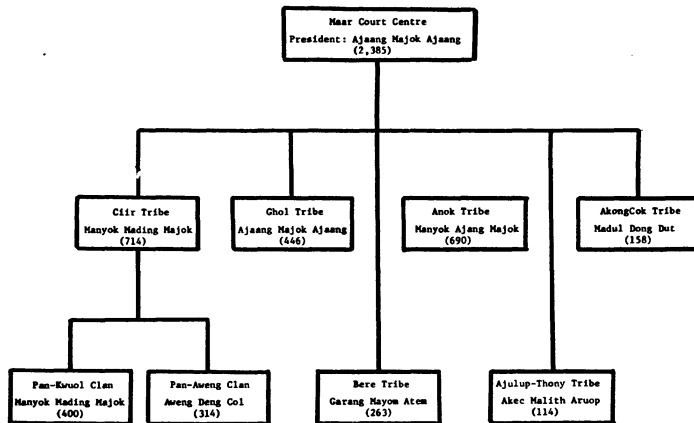 Maar Court Centre
President: Ajaang Majok Ajaang
(2,385)
Ciir Tribe
Manyok Mading Majok
(714)
Ghol Tribe
Ajaang Majok Ajaang
(446)
Anok Tribe
Manyok Ajang Majok
(690)
AkongCok Tribe
Madul Dong Dut
(158)
Pan-Kwuol Clan
Manyok Mading Majok
(400)
Pan-Aweng Clan
Aweng Deng Col
(314)
Bere Tribe
Garang Mayom Atem
(263)
Ajulup-Thony Tribe
Akec Malith Aruop
(114)